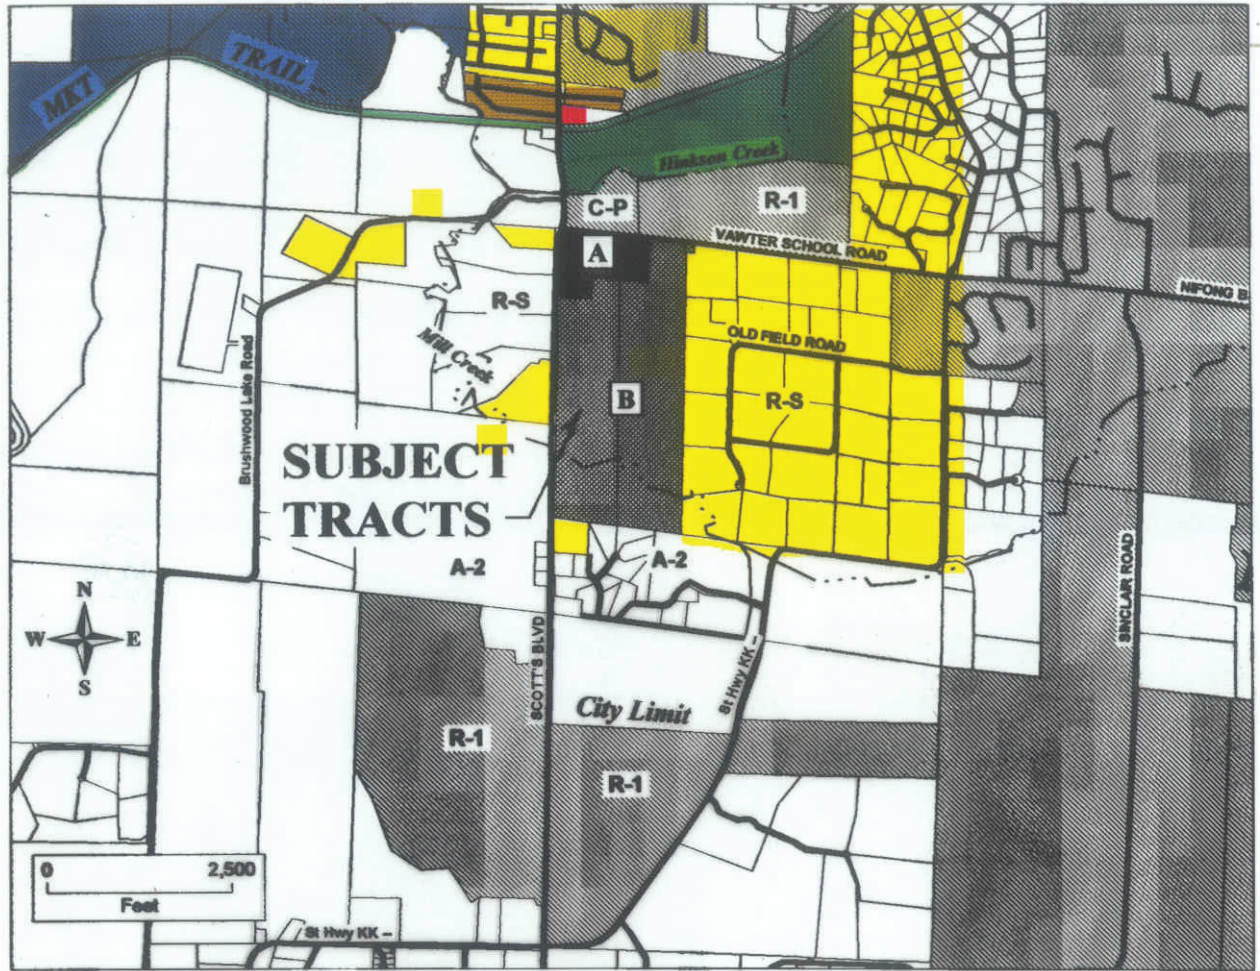 MKT
TRAIL
Hinkson Creek
C-P
R-1
VAWTER SCHOOL ROAD
A
NIFONG B
R-S
Mill Creek
OLD FIELD ROAD
Brushwood Lake Road
B
R-S
SUBJECT
TRACTS
A-2
A-2
N
W E
S
SCOTT'S BLVD
St Hwy KK -
SINCLAIR ROAD
City Limit
R-1
R-1
0 2,500
Feet
St Hwy KK -